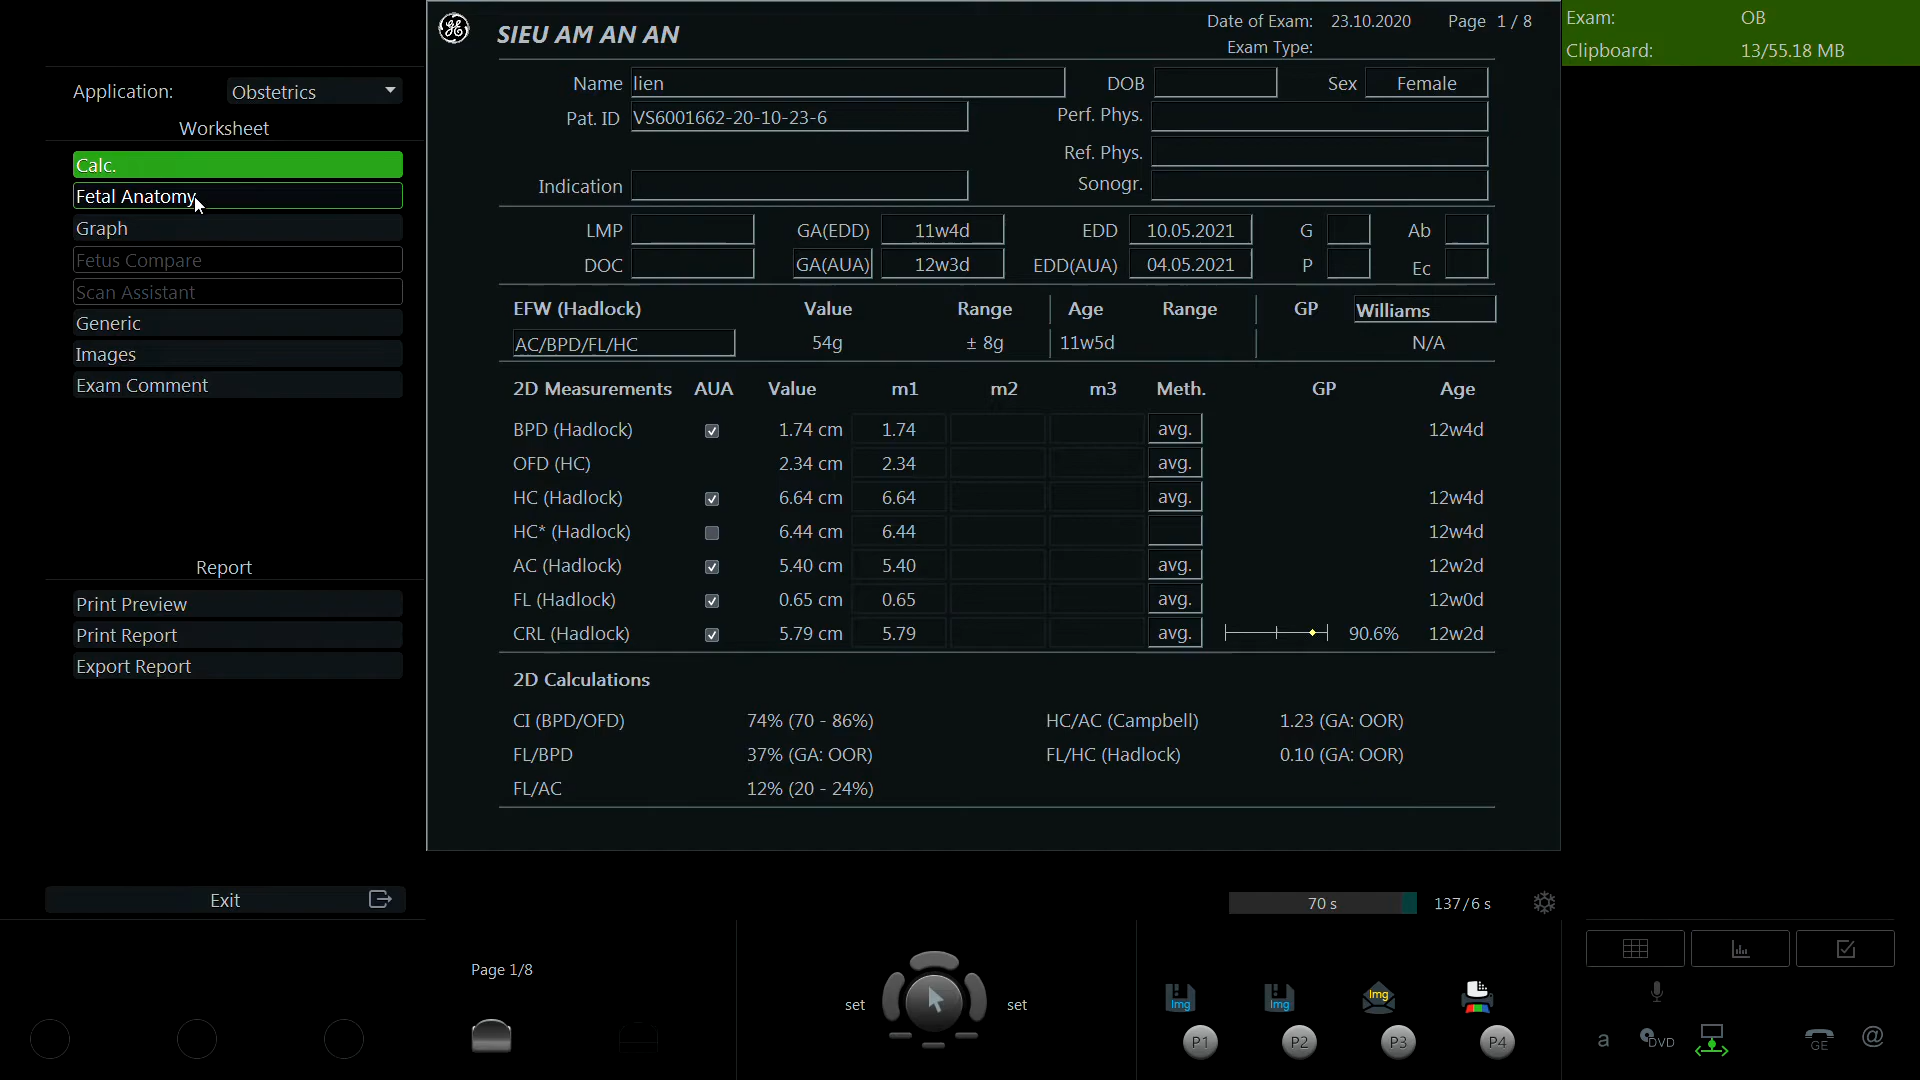 Application: Obstetrics
Worksheet
Calc.
Fetal Anatomy
Graph
Fetus Compare
Scan Assistant
Generic
Images
Exam Comment
Report
Print Preview
Print Report
Export Report
Exit
SIEU AM AN AN
Date of Exam: 23.10.2020 Page 1 / 8
Exam Type:
Name lien DOB Sex Female
Pat. ID VS6001662-20-10-23-6 Perf. Phys.
Ref. Phys.
Indication Sonogr.
LMP GA(EDD) 11w4d EDD 10.05.2021 G Ab
DOC GA(AUA) 12w3d EDD(AUA) 04.05.2021 P Ec
EFW (Hadlock) Value Range Age Range GP Williams
AC/BPD/FL/HC 54g ± 8g 11w5d N/A
2D Measurements AUA Value m1 m2 m3 Meth. GP Age
BPD (Hadlock) 1.74 cm 1.74 avg. 12w4d
OFD (HC) 2.34 cm 2.34 avg.
HC (Hadlock) 6.64 cm 6.64 avg. 12w4d
HC* (Hadlock) 6.44 cm 6.44 12w4d
AC (Hadlock) 5.40 cm 5.40 avg. 12w2d
FL (Hadlock) 0.65 cm 0.65 avg. 12w0d
CRL (Hadlock) 5.79 cm 5.79 avg. 90.6% 12w2d
2D Calculations
CI (BPD/OFD) 74% (70 - 86%) HC/AC (Campbell) 1.23 (GA: OOR)
FL/BPD 37% (GA: OOR) FL/HC (Hadlock) 0.10 (GA: OOR)
FL/AC 12% (20 - 24%)
Exam: OB
Clipboard: 13/55.18 MB
70 s 137/6 s
Page 1/8
set set
Img Img Img
P1 P2 P3 P4
a DVD GE @